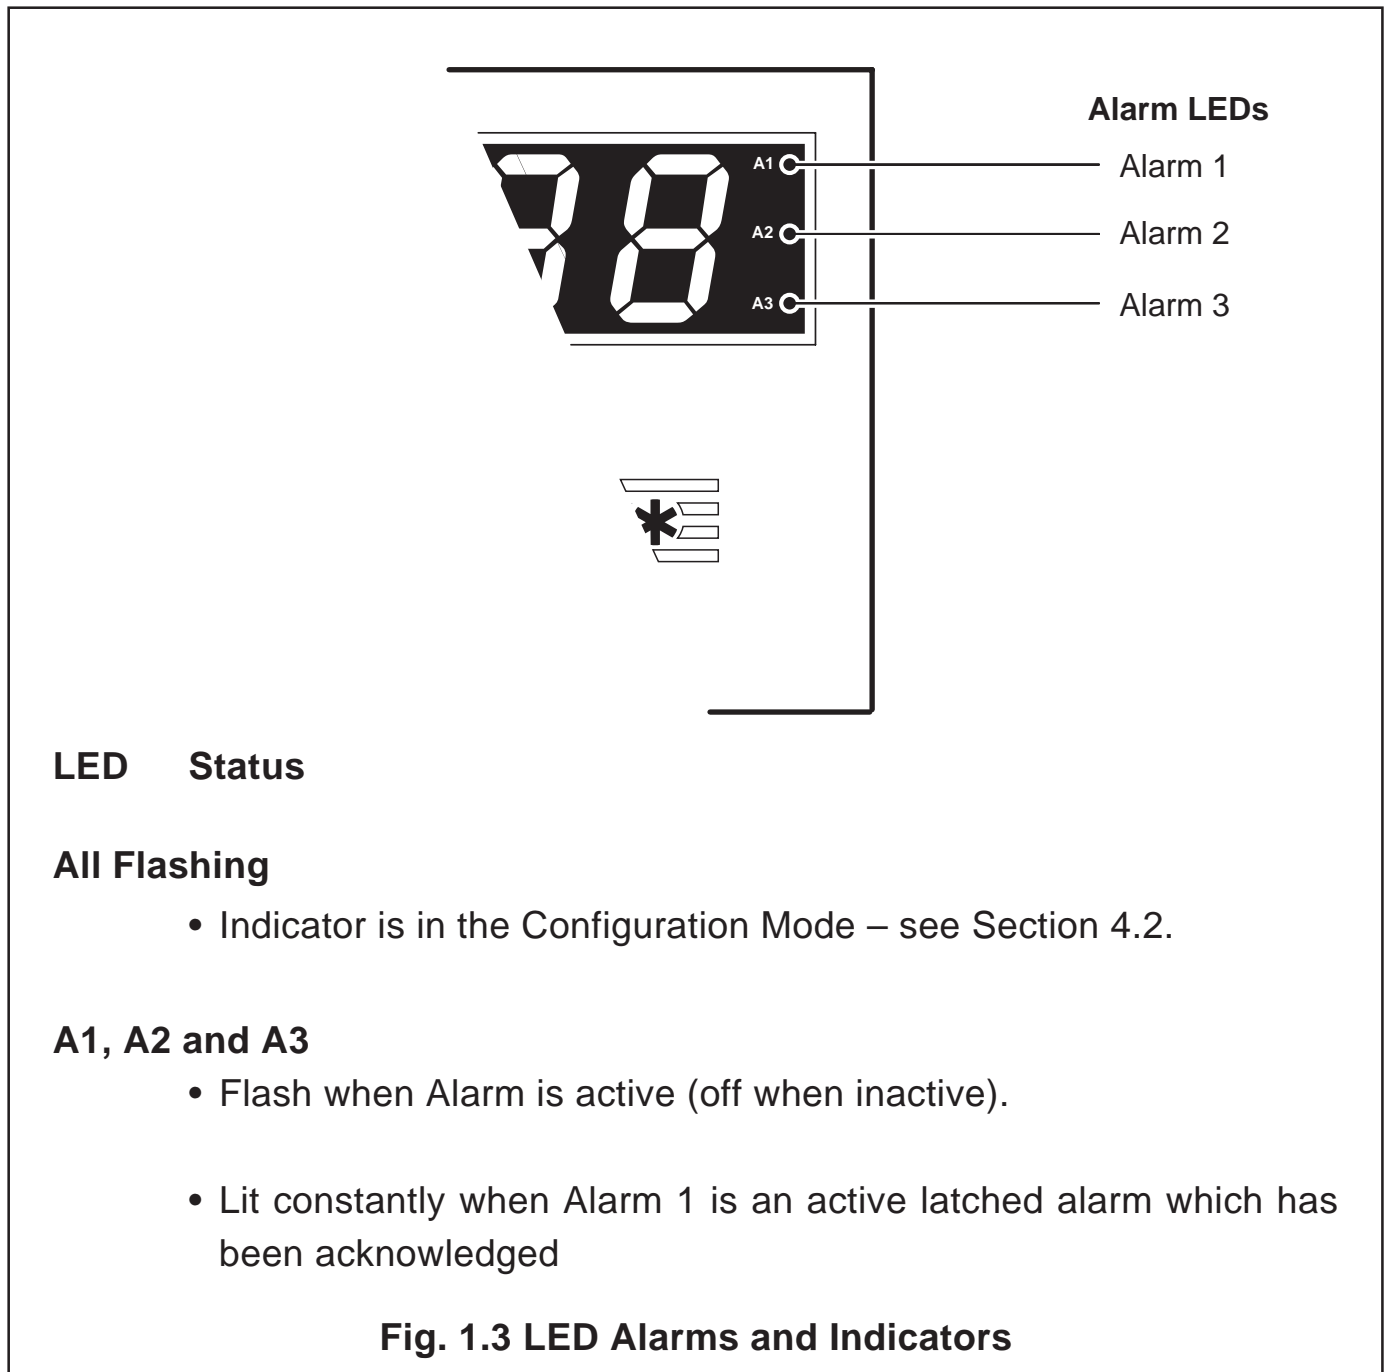 Alarm LEDs
A1 Alarm 1
A2 Alarm 2
A3 Alarm 3
LED Status
All Flashing
• Indicator is in the Configuration Mode – see Section 4.2.
A1, A2 and A3
• Flash when Alarm is active (off when inactive).
• Lit constantly when Alarm 1 is an active latched alarm which has
been acknowledged
Fig. 1.3 LED Alarms and Indicators